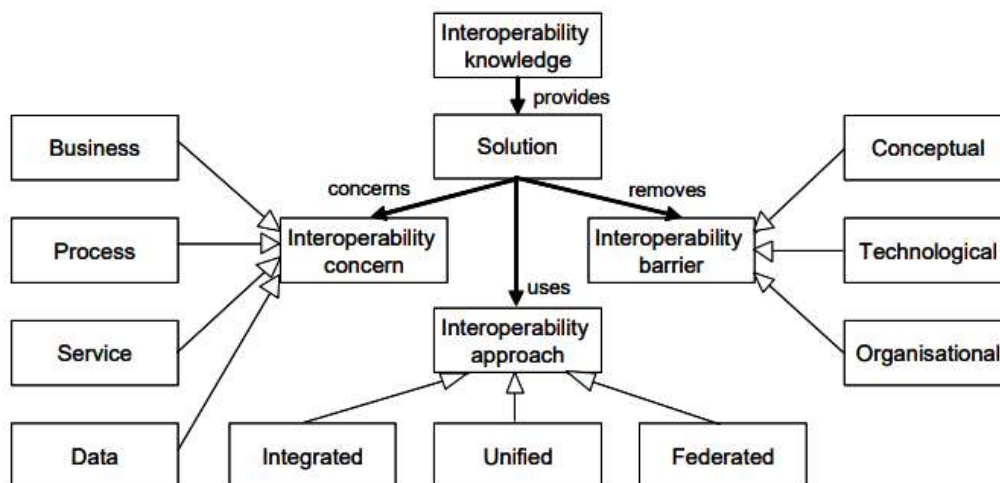 Interoperability
knowledge
provides
Business
Solution
Conceptual
concerns
removes
Process
Interoperability
concern
Interoperability
barrier
Technological
uses
Service
Interoperability
approach
Organisational
Data
Integrated
Unified
Federated